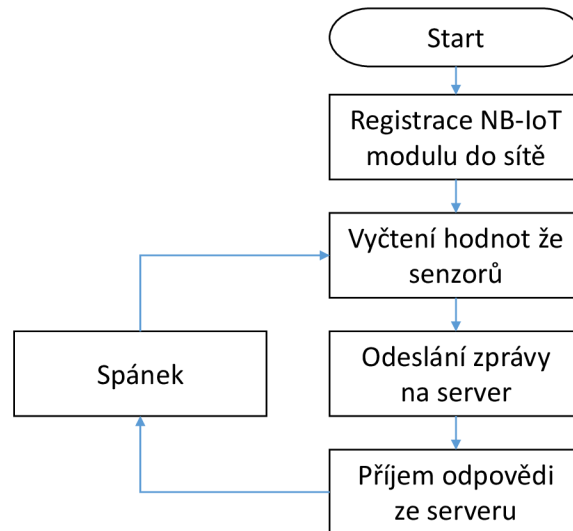 Start
Registrace NB-IoT
modulu do sítě
Vyčtení hodnot že
senzorů
Odeslání zprávy
na server
Spánek
Příjem odpovědi
ze serveru